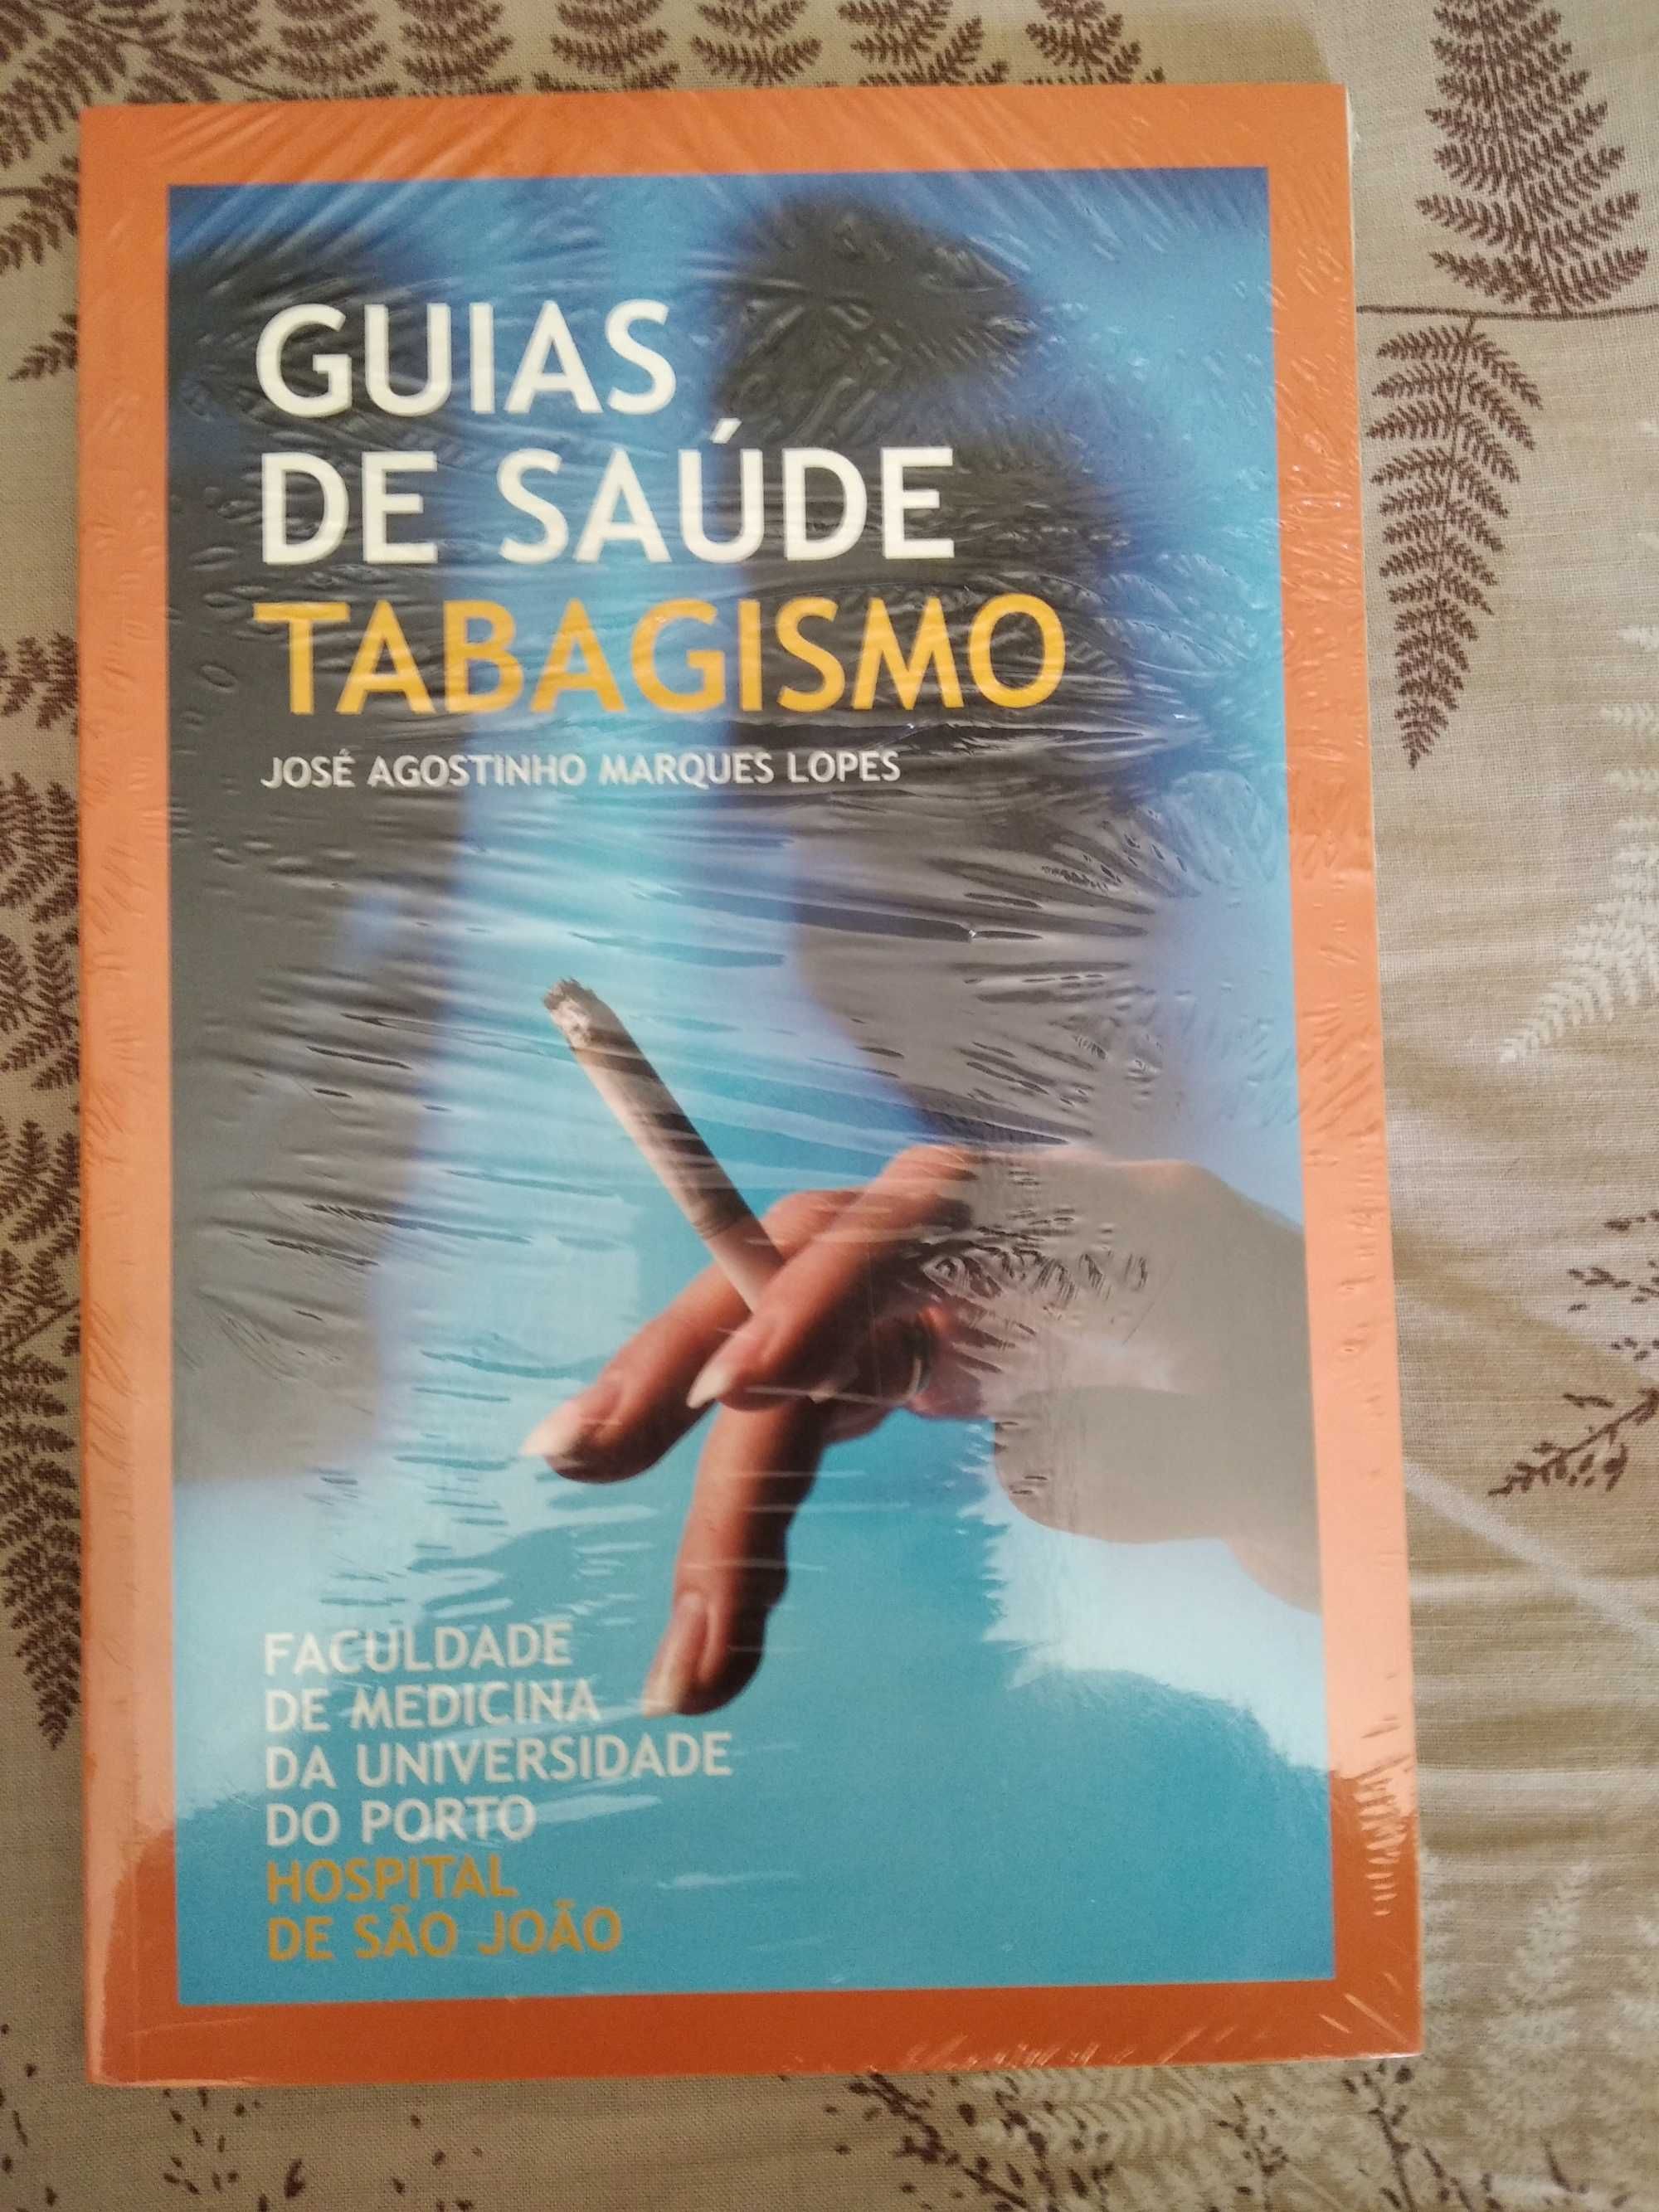 GUIAS
DE SAÚDE
TABAGISMO
JOSÉ AGOSTINHO MARQUES LOPES
FACULDADE
DE MEDICINA
DA UNIVERSIDADE
DO PORTO
HOSPITAL
DE SÃO JOÃO